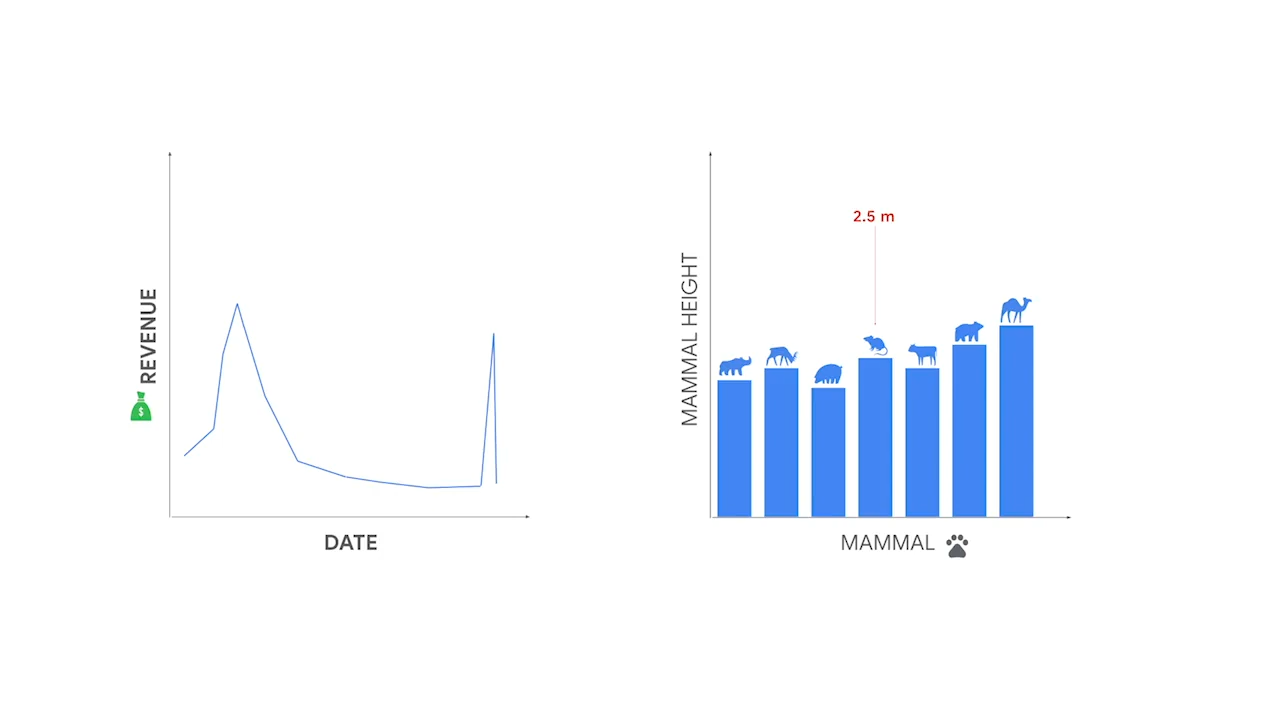 REVENUE
$
DATE
2.5 m
MAMMAL HEIGHT
MAMMAL